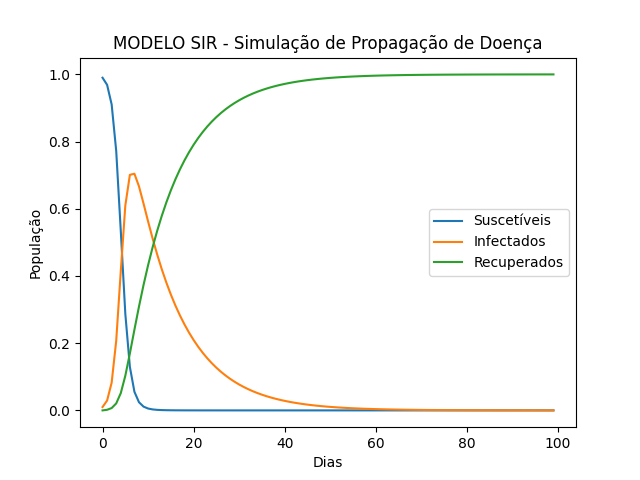 MODELO SIR - Simulação de Propagação de Doença
1.0
0.8
0.6
0.4
0.2
0.0
População
Suscetíveis
Infectados
Recuperados
0 20 40 60 80 100
Dias